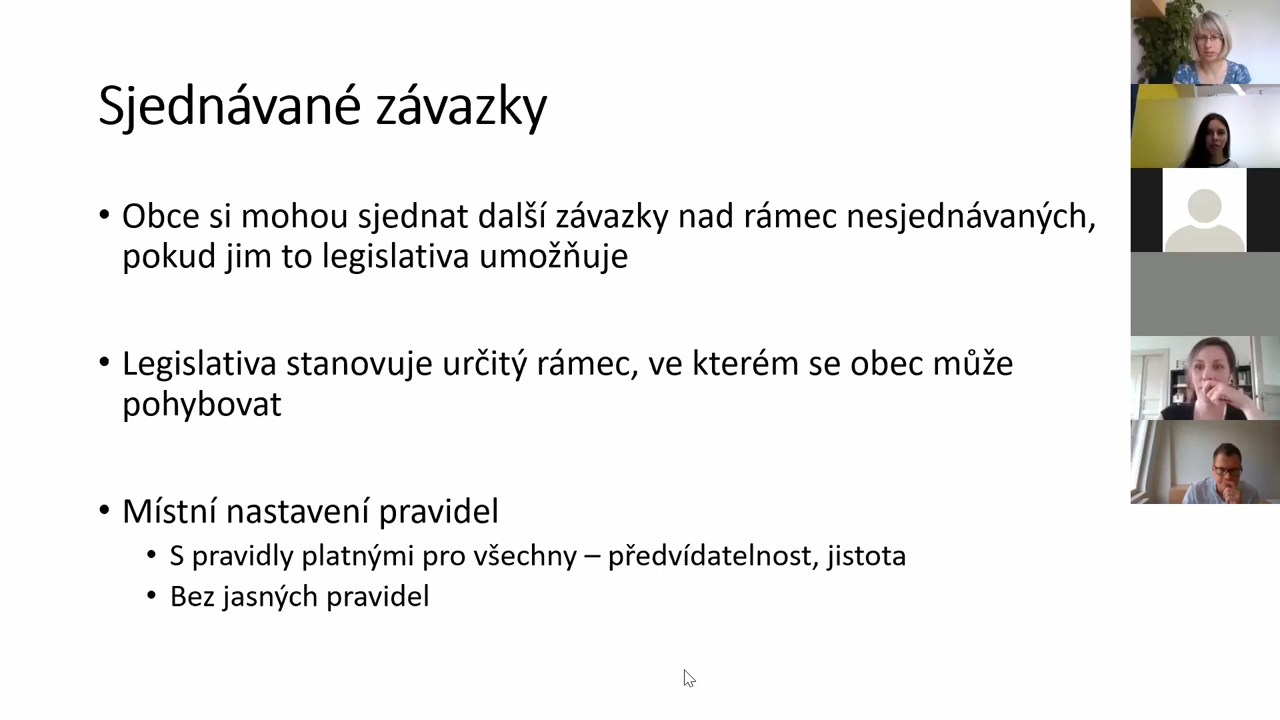 Sjednávané závazky
• Obce si mohou sjednat další závazky nad rámec nesjednávaných,
pokud jim to legislativa umožňuje
• Legislativa stanovuje určitý rámec, ve kterém se obec může
pohybovat
• Místní nastavení pravidel
• S pravidly platnými pro všechny – předvídatelnost, jistota
• Bez jasných pravidel